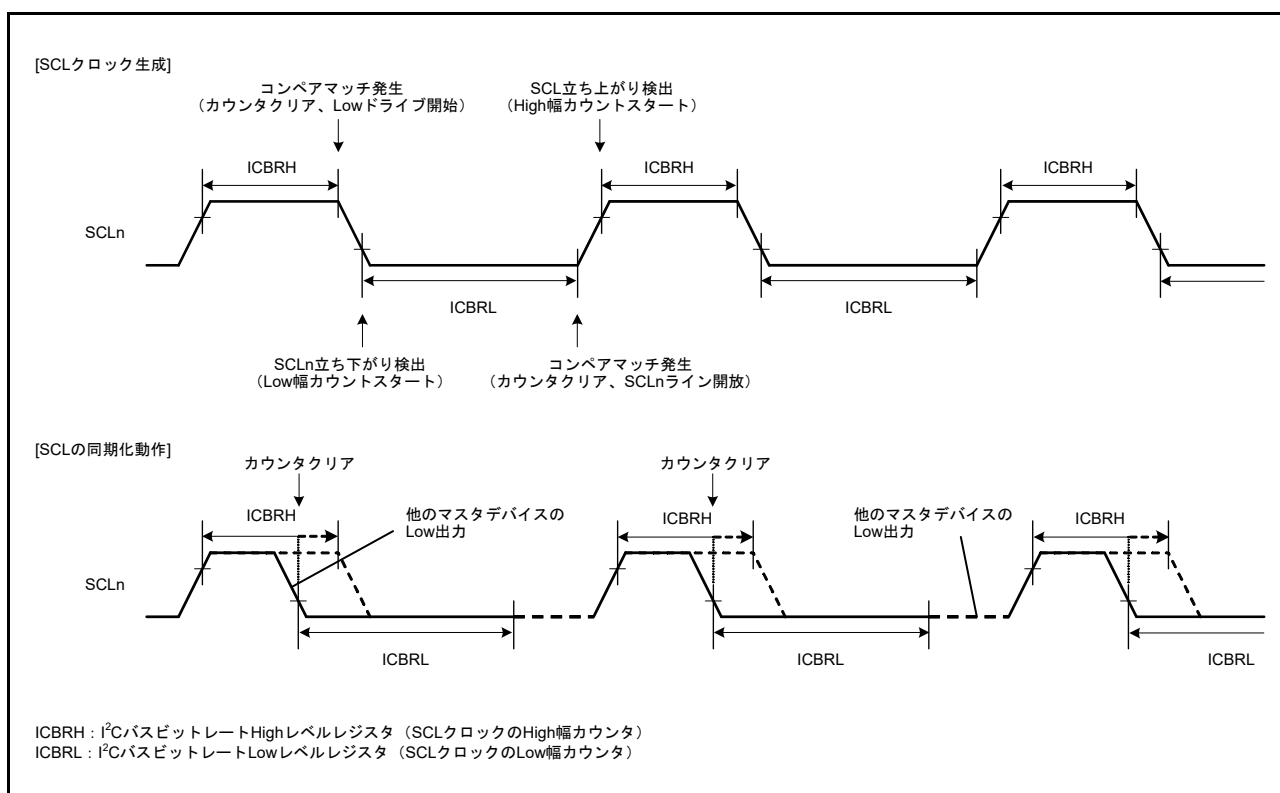 [SCLクロック生成]
コンペアマッチ発生
（カウンタクリア、Lowドライブ開始）
SCL立ち上がり検出
（High幅カウントスタート）
ICBRH
ICBRH
ICBRH
SCLn
ICBRL
ICBRL
SCLn立ち下がり検出
（Low幅カウントスタート）
コンペアマッチ発生
（カウンタクリア、SCLnライン開放）
[SCLの同期化動作]
カウンタクリア
カウンタクリア
ICBRH
他のマスタデバイスの
Low出力
ICBRH
他のマスタデバイスの
Low出力
ICBRH
SCLn
ICBRL
ICBRL
ICBRL
ICBRH：I²CバスビットレートHighレベルレジスタ（SCLクロックのHigh幅カウンタ）
ICBRL：I²CバスビットレートLowレベルレジスタ（SCLクロックのLow幅カウンタ）